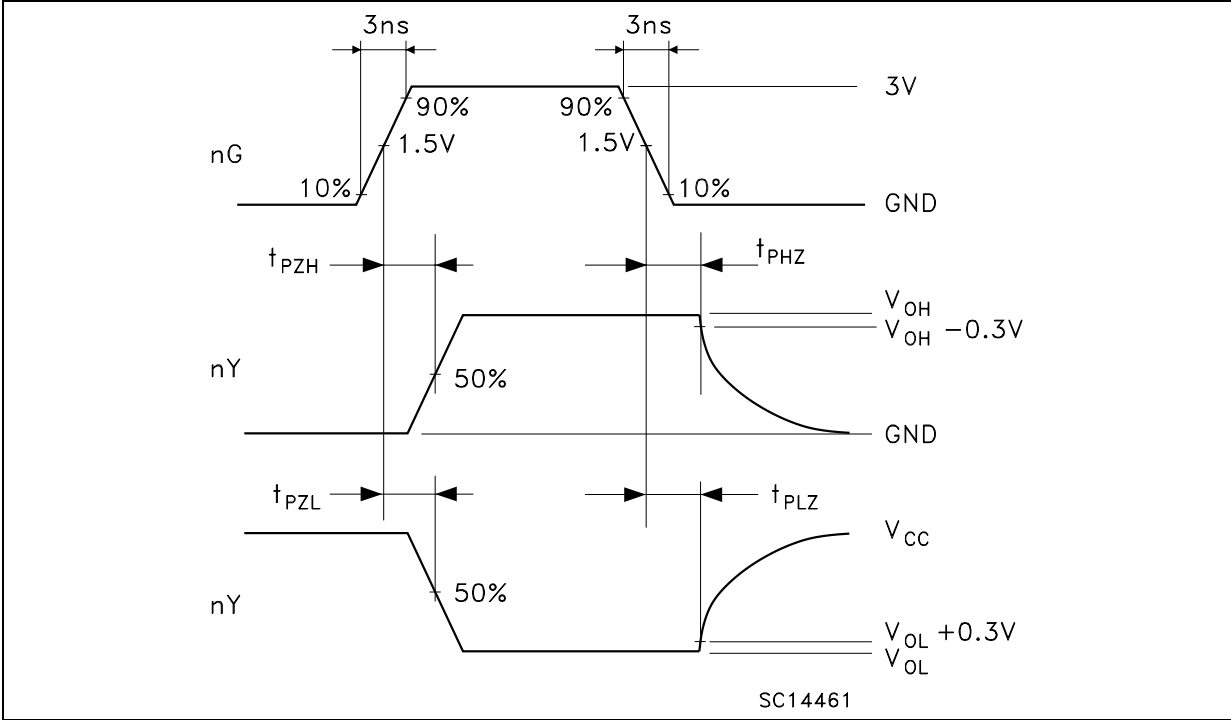 3ns 3ns
3V
90% 90%
1.5V 1.5V
nG
10% 10%
GND
tPZH tPHZ
VOH
VOH −0.3V
nY
50%
GND
tPZL tPLZ
VCC
50%
nY
VOL +0.3V
VOL
SC14461